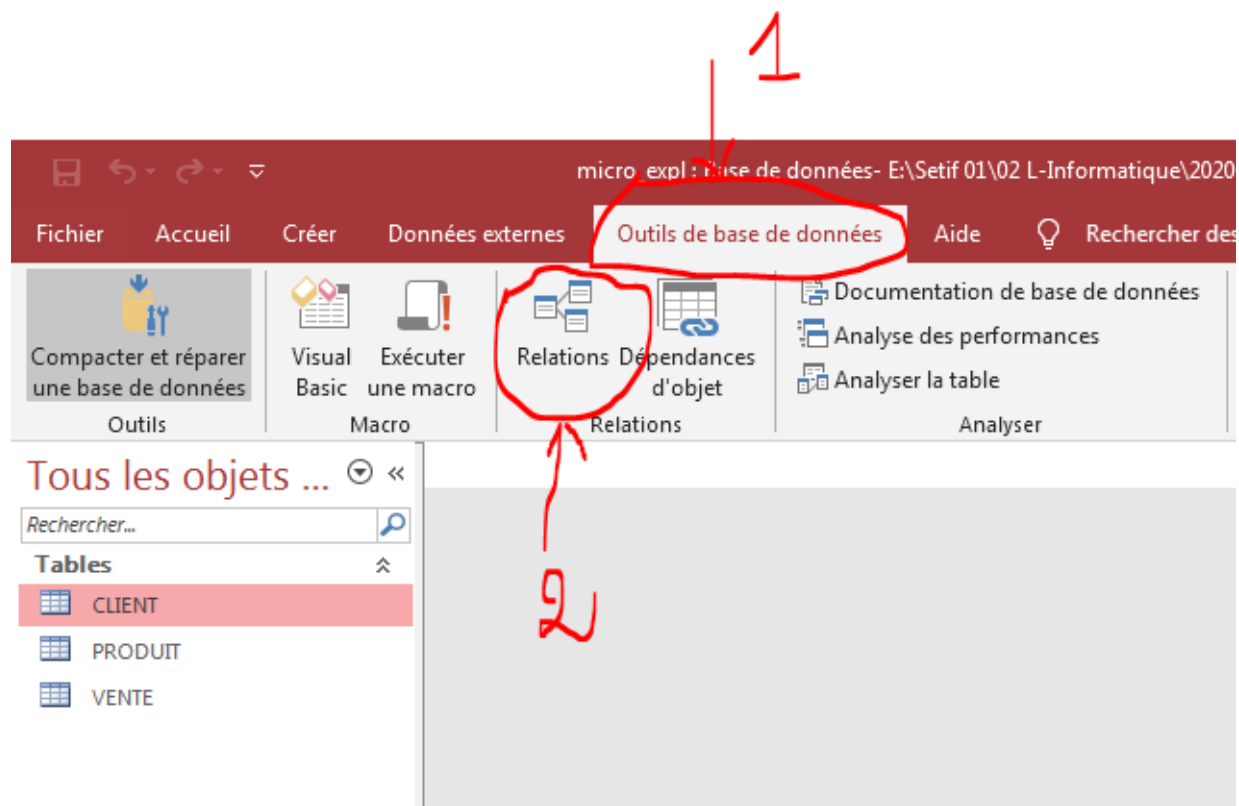 1
micro_expl : Base de données- E:\Setif 01\02 L-Informatique\2020
Fichier Accueil Créer Données externes Outils de base de données Aide Rechercher des
Compacter et réparer une base de données
Visual Basic
Exécuter une macro
Relations
Dépendances d'objet
Documentation de base de données
Analyse des performances
Analyser la table
Outils Macro Relations Analyser
Tous les objets ... «
Rechercher...
Tables
CLIENT
PRODUIT
VENTE
2